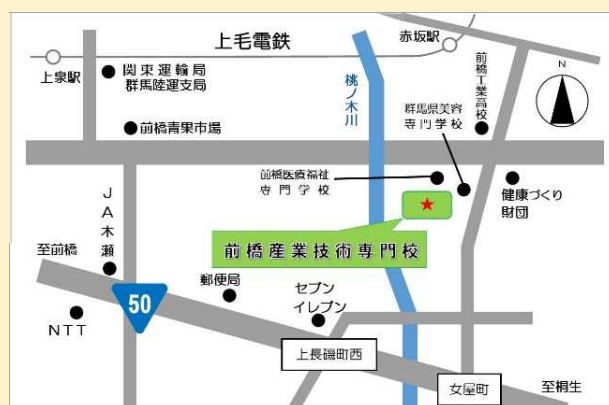 上毛電鉄
赤坂駅
上泉駅
関東運輸局
群馬陸運支局
前橋工業高校
N
桃ノ木川
群馬県美容
専門学校
前橋青果市場
前橋医療福祉
専門学校
健康づくり
財団
JA木瀬
★
前橋産業技術専門校
至前橋
郵便局
セブン
イレブン
50
NTT
上長磯町西
女屋町
至桐生